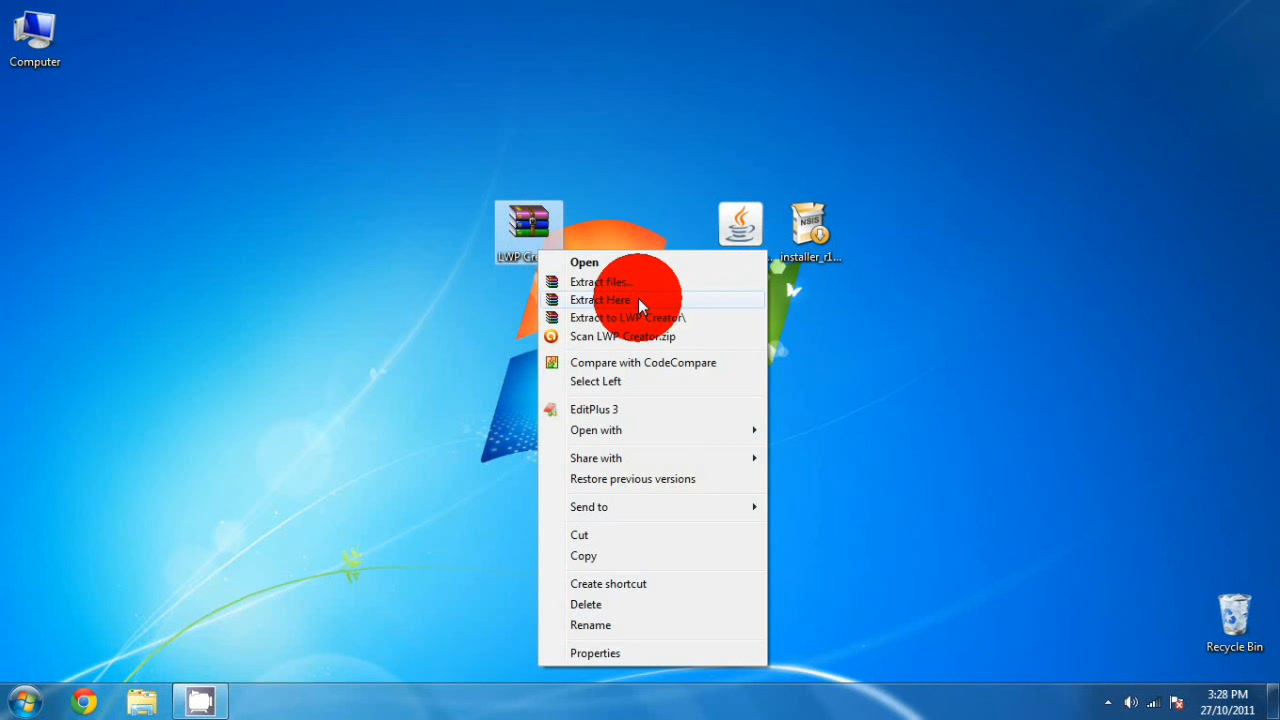 Computer
LWP Cre
installer_r1...
NSIS
Open
Extract files...
Extract Here
Extract to LWP Creator\
Scan LWP Creator.zip
Compare with CodeCompare
Select Left
EditPlus 3
Open with
Share with
Restore previous versions
Send to
Cut
Copy
Create shortcut
Delete
Rename
Properties
Recycle Bin
3:28 PM
27/10/2011